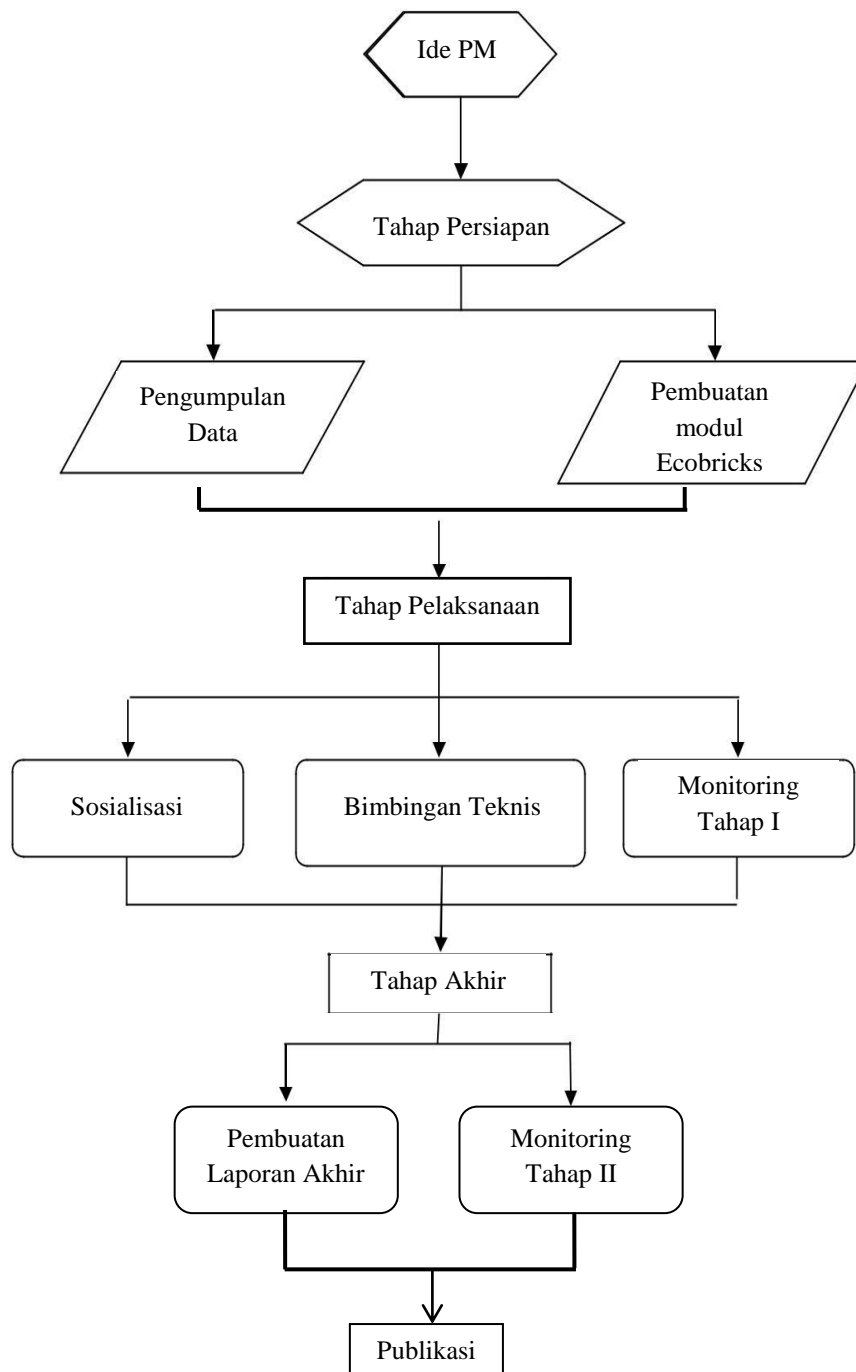 Ide PM
Tahap Persiapan
Pengumpulan
Data
Pembuatan
modul
Ecobricks
Tahap Pelaksanaan
Sosialisasi
Bimbingan Teknis
Monitoring
Tahap I
Tahap Akhir
Pembuatan
Laporan Akhir
Monitoring
Tahap II
Publikasi